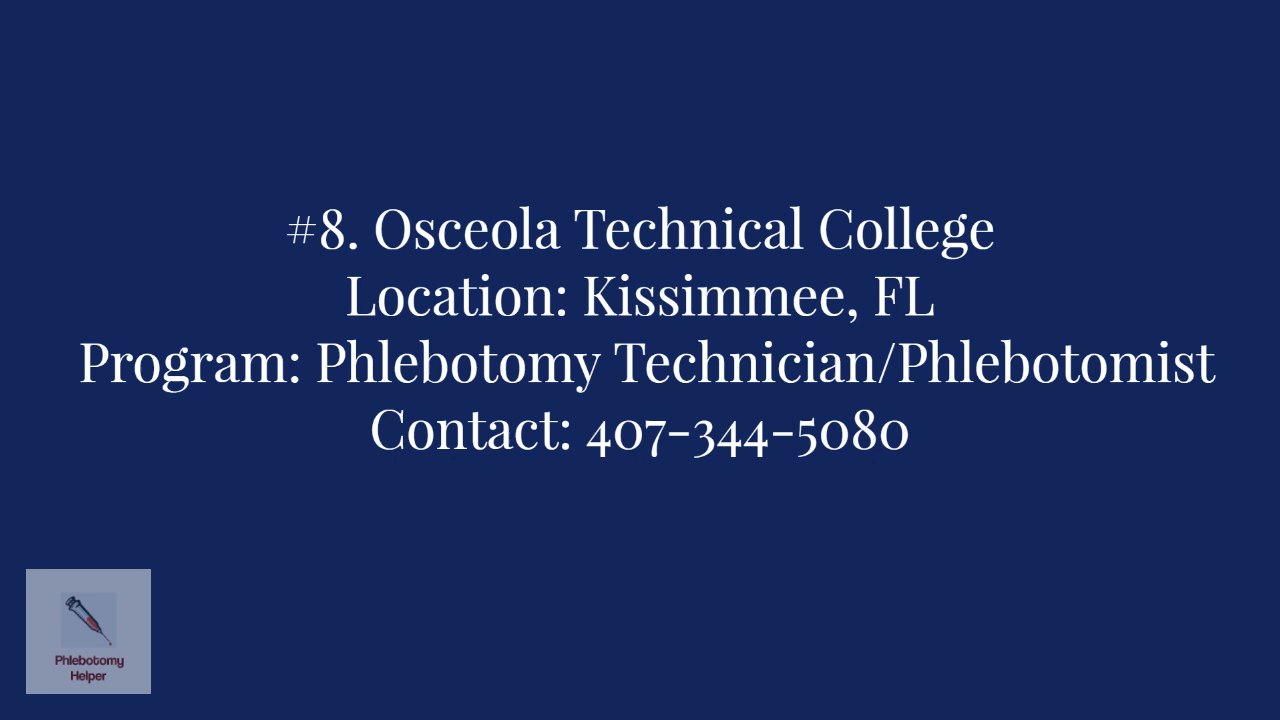 #8. Osceola Technical College
Location: Kissimmee, FL
Program: Phlebotomy Technician/Phlebotomist
Contact: 407-344-5080
Phlebotomy
Helper